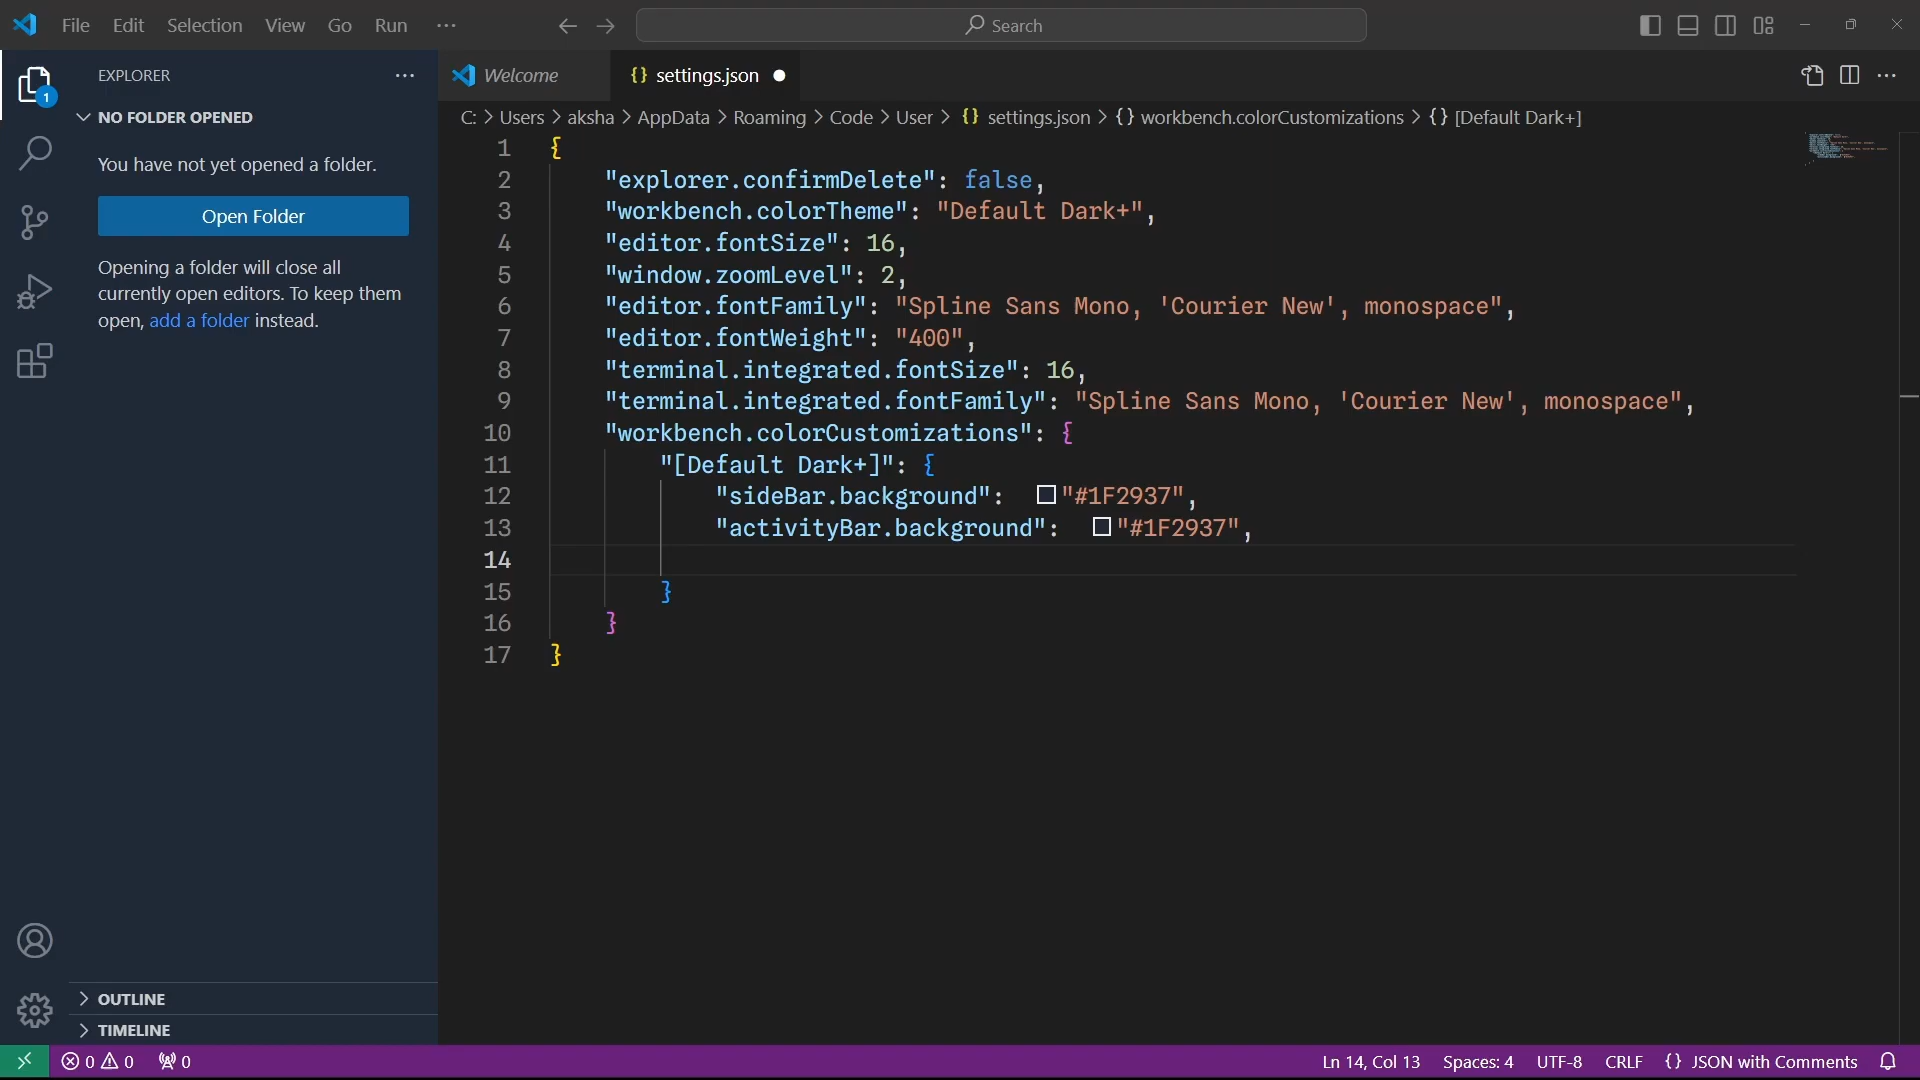 File Edit Selection View Go Run ···
Search
EXPLORER ···
1
NO FOLDER OPENED
You have not yet opened a folder.
Open Folder
Opening a folder will close all
currently open editors. To keep them
open, add a folder instead.
OUTLINE
TIMELINE
Welcome
{} settings.json
C: > Users > aksha > AppData > Roaming > Code > User > {} settings.json > {} workbench.colorCustomizations > {} [Default Dark+]
1 {
2 "explorer.confirmDelete": false,
3 "workbench.colorTheme": "Default Dark+",
4 "editor.fontSize": 16,
5 "window.zoomLevel": 2,
6 "editor.fontFamily": "Spline Sans Mono, 'Courier New', monospace",
7 "editor.fontWeight": "400",
8 "terminal.integrated.fontSize": 16,
9 "terminal.integrated.fontFamily": "Spline Sans Mono, 'Courier New', monospace",
10 "workbench.colorCustomizations": {
11 "[Default Dark+]": {
12 "sideBar.background": "#1F2937",
13 "activityBar.background": "#1F2937",
14
15 }
16 }
17 }
0 0 0
Ln 14, Col 13 Spaces: 4 UTF-8 CRLF {} JSON with Comments